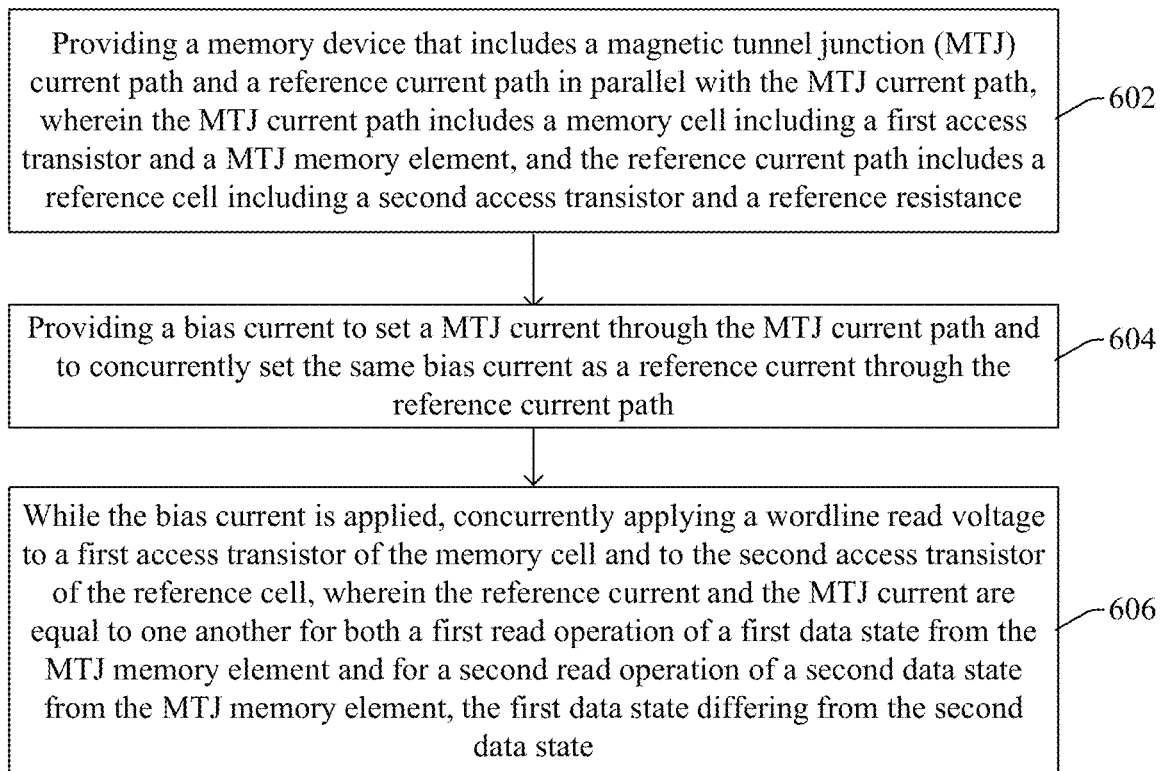 Providing a memory device that includes a magnetic tunnel junction (MTJ)
current path and a reference current path in parallel with the MTJ current path,
wherein the MTJ current path includes a memory cell including a first access
transistor and a MTJ memory element, and the reference current path includes a
reference cell including a second access transistor and a reference resistance
602
Providing a bias current to set a MTJ current through the MTJ current path and
to concurrently set the same bias current as a reference current through the
reference current path
604
While the bias current is applied, concurrently applying a wordline read voltage
to a first access transistor of the memory cell and to the second access transistor
of the reference cell, wherein the reference current and the MTJ current are
equal to one another for both a first read operation of a first data state from the
MTJ memory element and for a second read operation of a second data state
from the MTJ memory element, the first data state differing from the second
data state
606